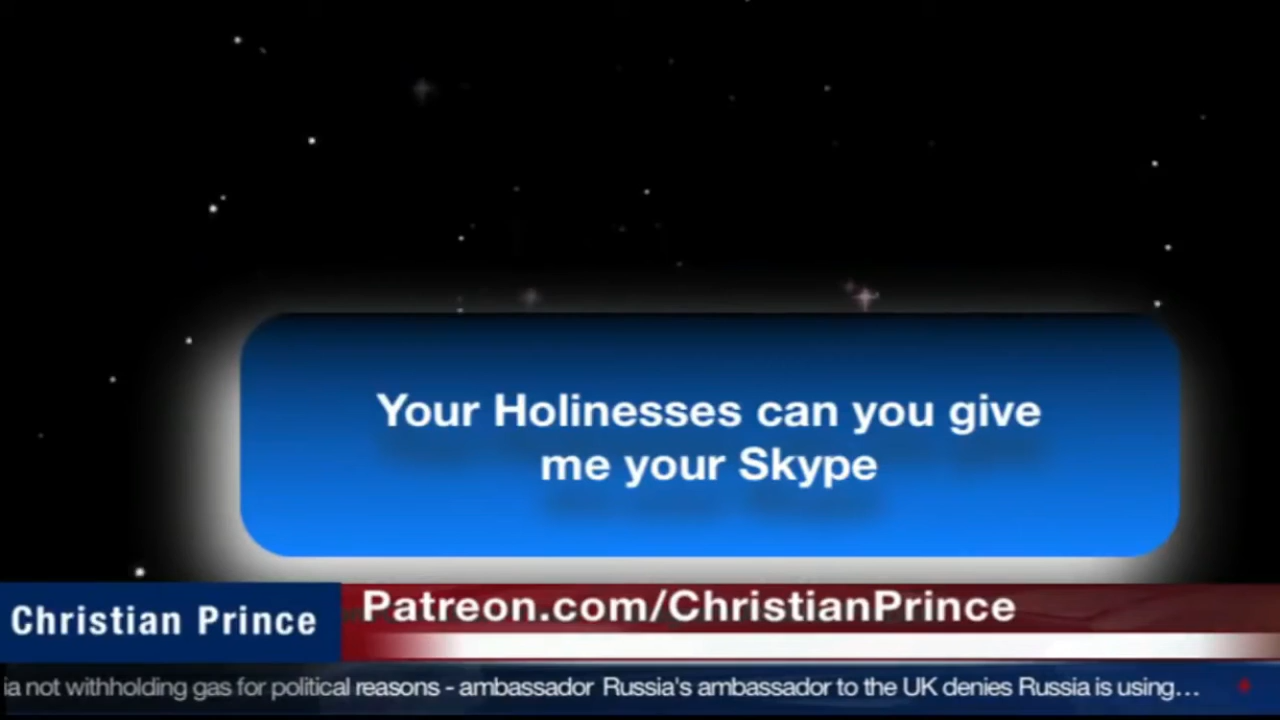 Your Holinesses can you give
me your Skype
Christian Prince
Patreon.com/ChristianPrince
ia not withholding gas for political reasons - ambassador Russia's ambassador to the UK denies Russia is using…